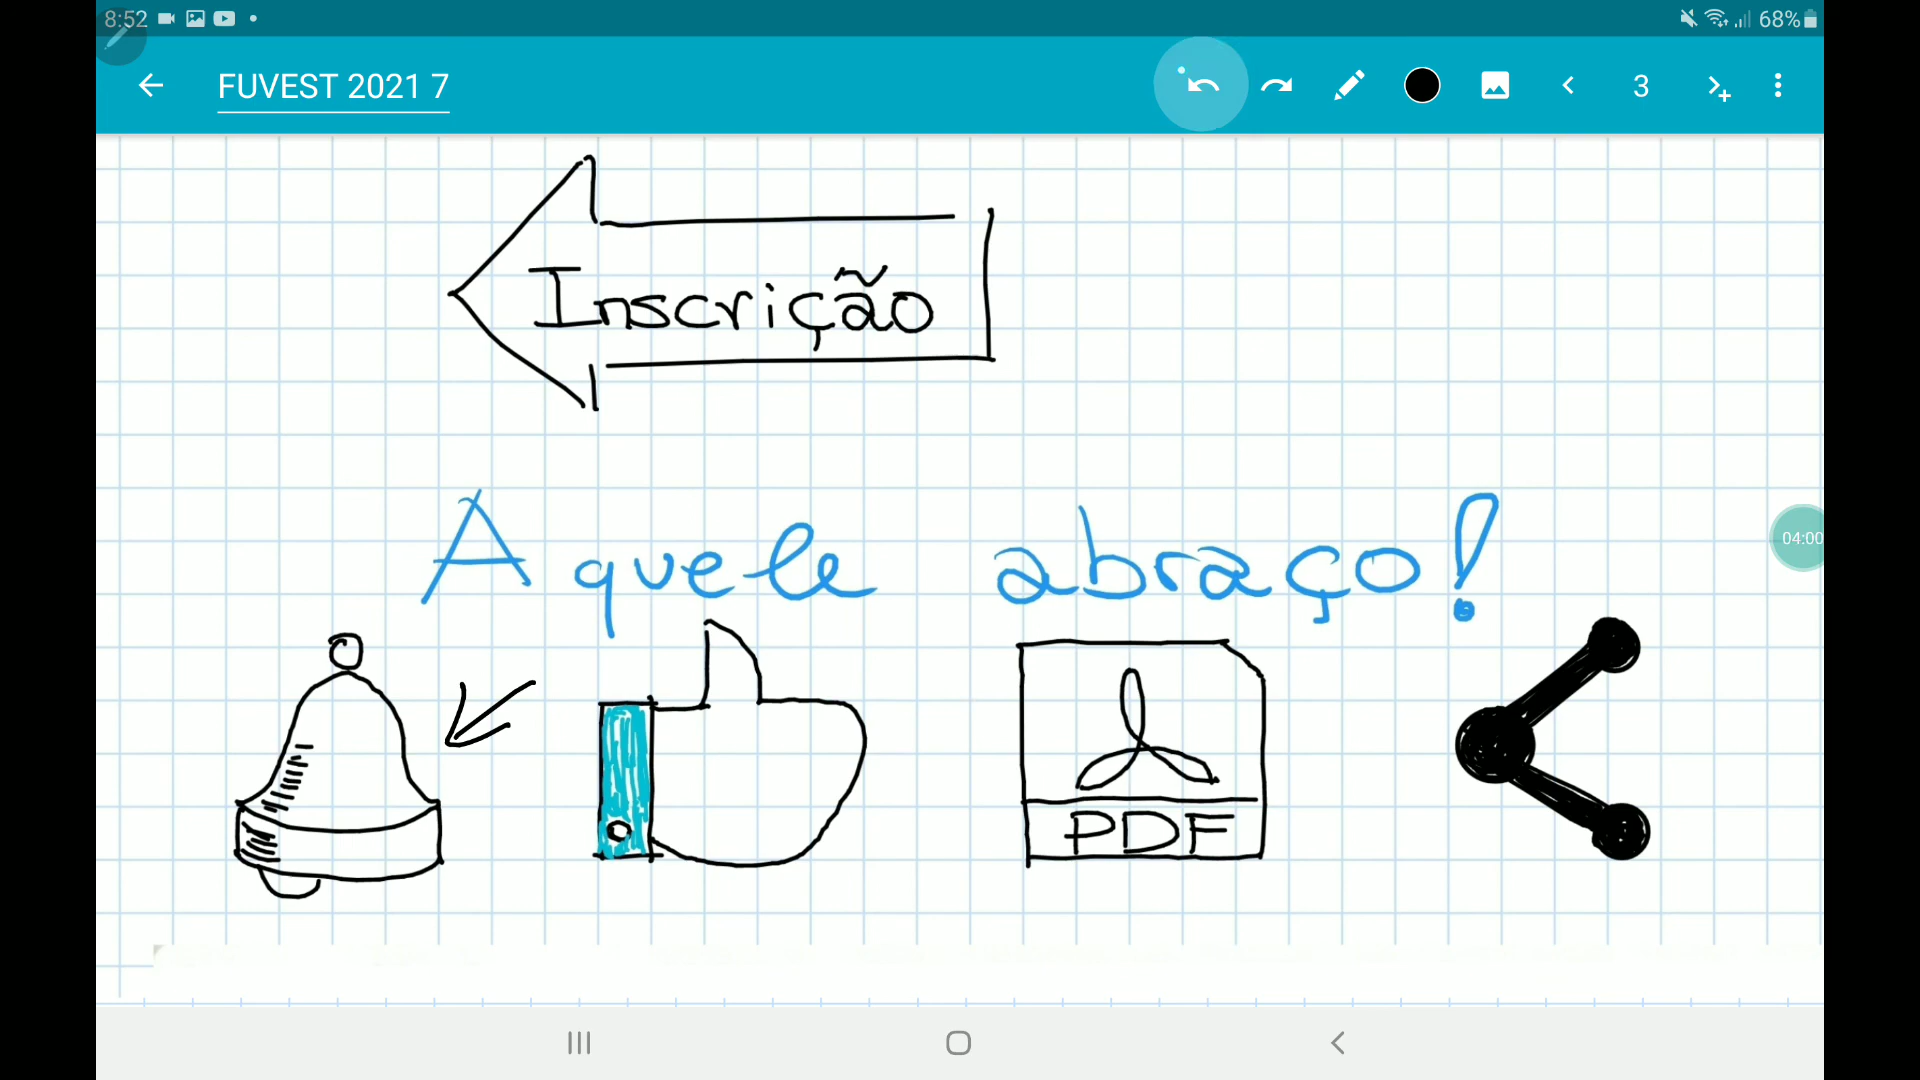 8:52 68%
FUVEST 2021 7 3
Inscrição
04:00
Aquele abraço!
PDF